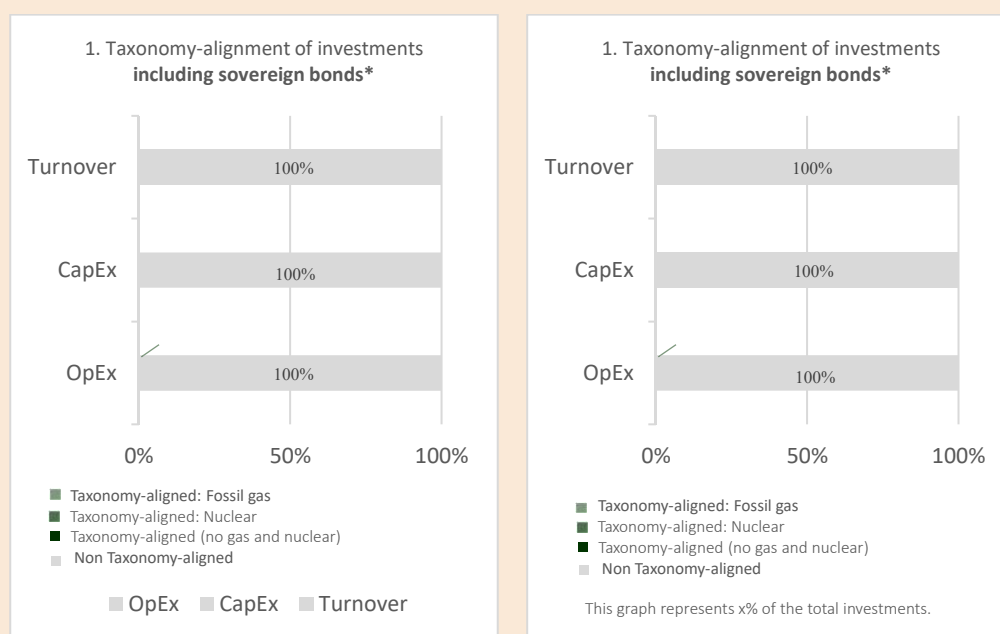 1. Taxonomy-alignment of investments
including sovereign bonds*
Turnover
100%
CapEx
100%
OpEx
100%
0% 50% 100%
Taxonomy-aligned: Fossil gas
Taxonomy-aligned: Nuclear
Taxonomy-aligned (no gas and nuclear)
Non Taxonomy-aligned
OpEx CapEx Turnover
1. Taxonomy-alignment of investments
including sovereign bonds*
Turnover
100%
CapEx
100%
OpEx
100%
0% 50% 100%
Taxonomy-aligned: Fossil gas
Taxonomy-aligned: Nuclear
Taxonomy-aligned (no gas and nuclear)
Non Taxonomy-aligned
This graph represents x% of the total investments.